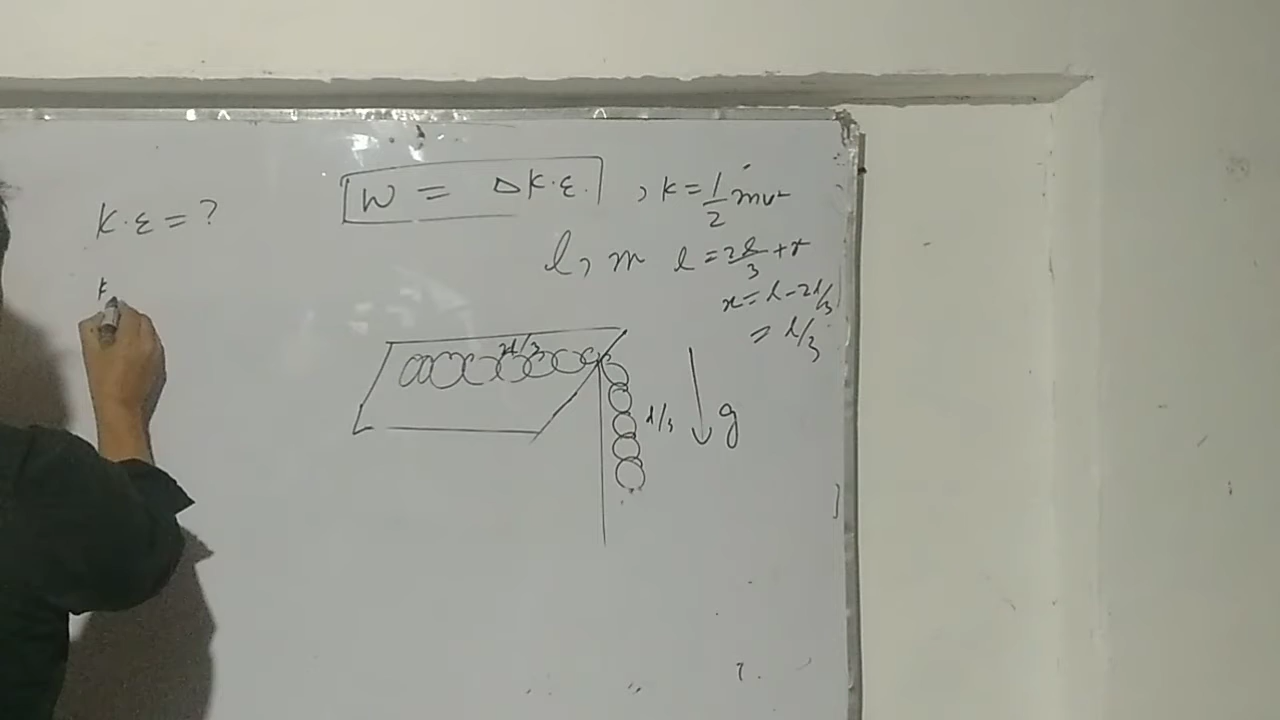 K.ε = ?
W = ΔK.ε. , K = 1/2 mv²
l, m l = 2l/3 + x
x = l - 2l/3
= l/3
K
2l/3
l/3
g